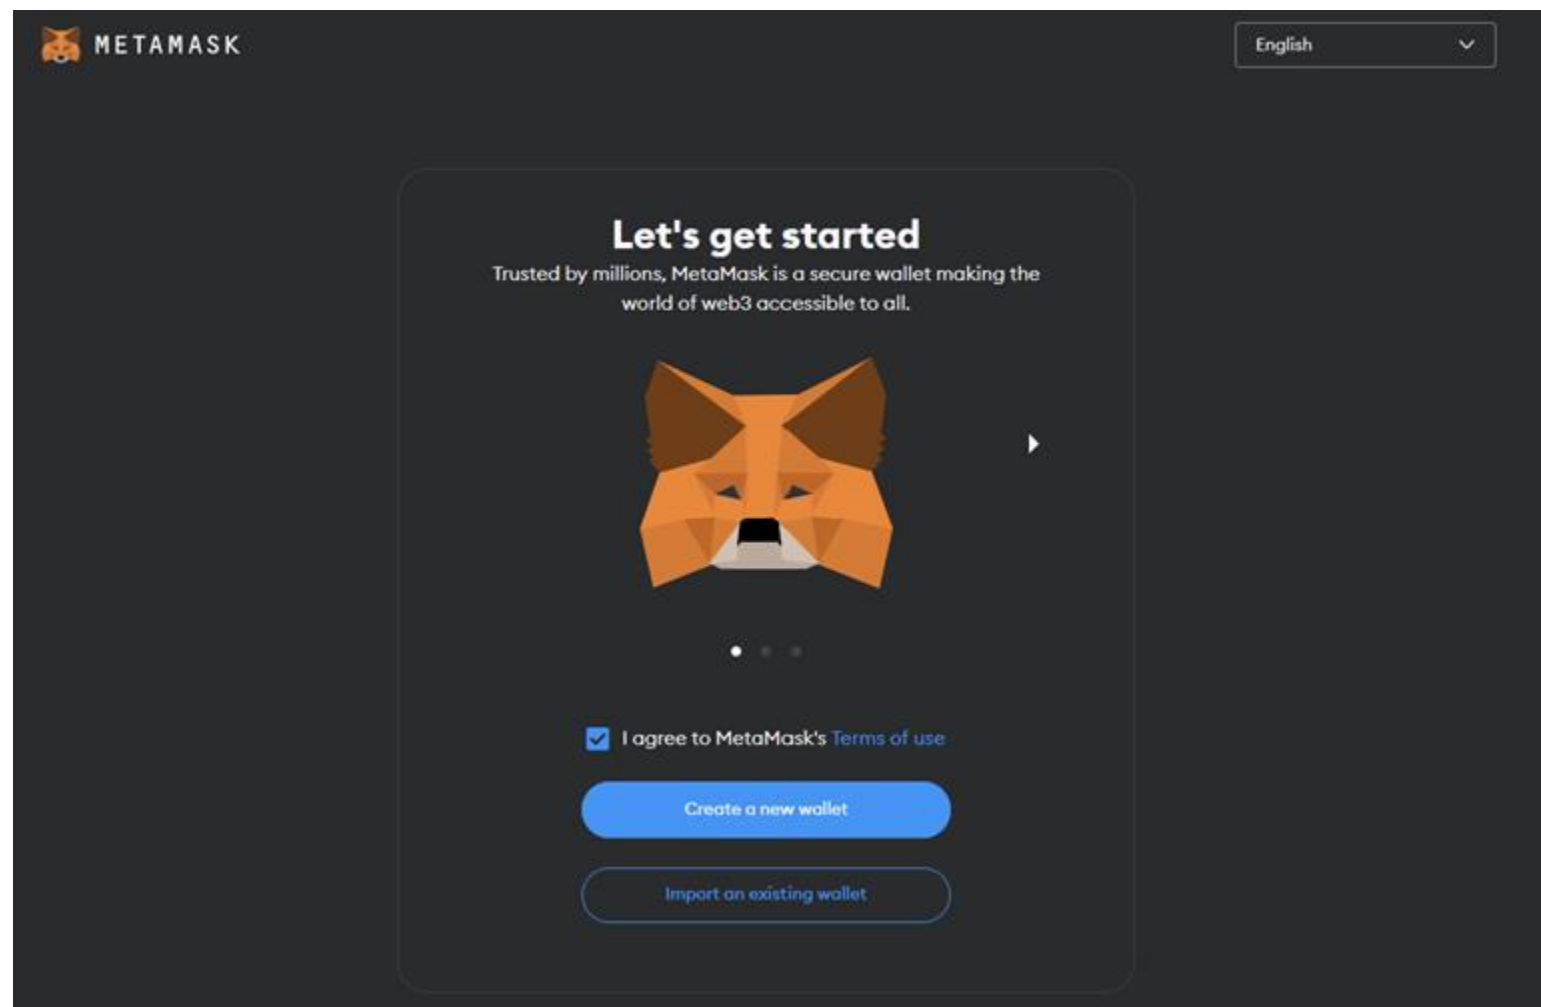 METAMASK
English
Let's get started
Trusted by millions, MetaMask is a secure wallet making the
world of web3 accessible to all.
I agree to MetaMask's Terms of use
Create a new wallet
Import an existing wallet